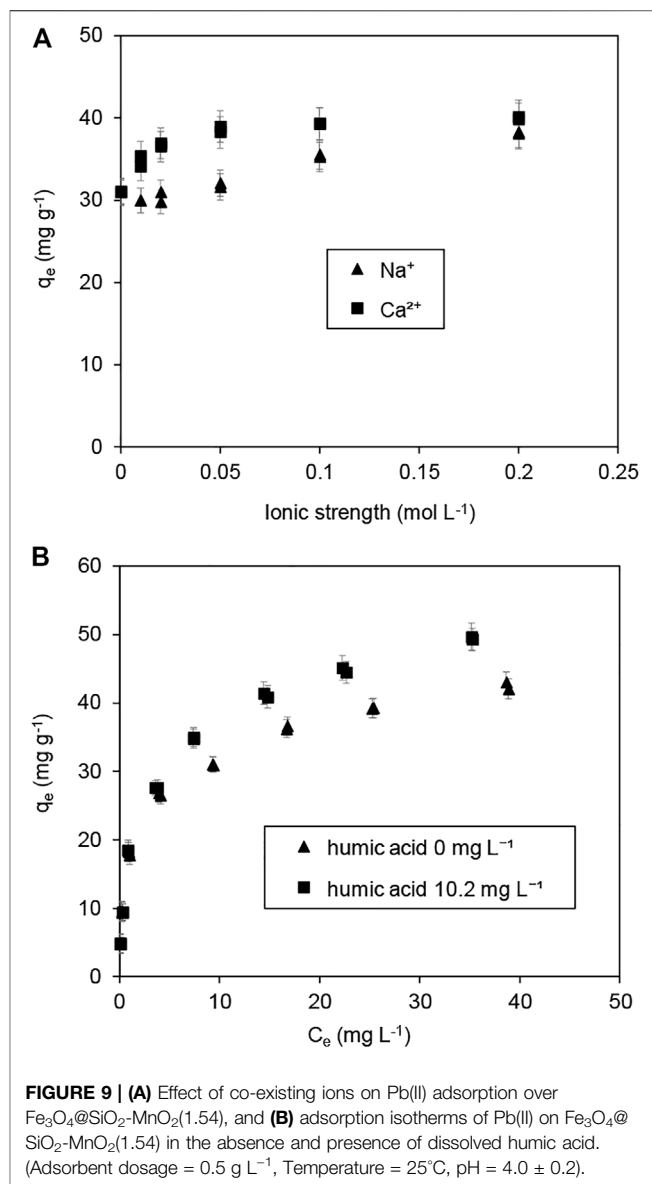 A
50
40
30
20
10
0
qₑ (mg g⁻¹)
Na⁺
Ca²⁺
0 0.05 0.1 0.15 0.2 0.25
Ionic strength (mol L⁻¹)
B
60
50
40
30
20
10
0
qₑ (mg g⁻¹)
humic acid 0 mg L⁻¹
humic acid 10.2 mg L⁻¹
0 10 20 30 40 50
Cₑ (mg L⁻¹)
FIGURE 9 | (A) Effect of co-existing ions on Pb(II) adsorption over
Fe₃O₄@SiO₂-MnO₂(1.54), and (B) adsorption isotherms of Pb(II) on Fe₃O₄@
SiO₂-MnO₂(1.54) in the absence and presence of dissolved humic acid.
(Adsorbent dosage = 0.5 g L⁻¹, Temperature = 25°C, pH = 4.0 ± 0.2).